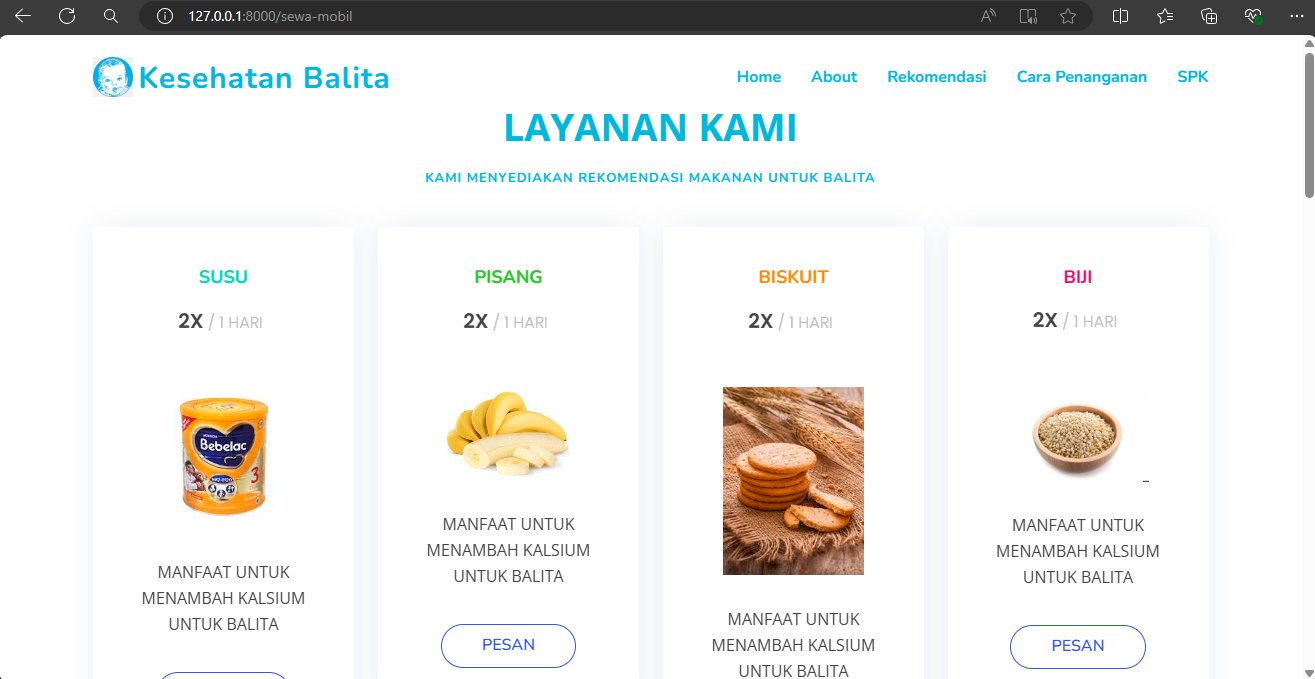 127.0.0.1:8000/sewa-mobil
Kesehatan Balita
Home About Rekomendasi Cara Penanganan SPK
LAYANAN KAMI
KAMI MENYEDIAKAN REKOMENDASI MAKANAN UNTUK BALITA
SUSU
2X / 1 HARI
Bebelac
3
MANFAAT UNTUK
MENAMBAH KALSIUM
UNTUK BALITA
PISANG
2X / 1 HARI
MANFAAT UNTUK
MENAMBAH KALSIUM
UNTUK BALITA
PESAN
BISKUIT
2X / 1 HARI
MANFAAT UNTUK
MENAMBAH KALSIUM
UNTUK BALITA
BIJI
2X / 1 HARI
MANFAAT UNTUK
MENAMBAH KALSIUM
UNTUK BALITA
PESAN